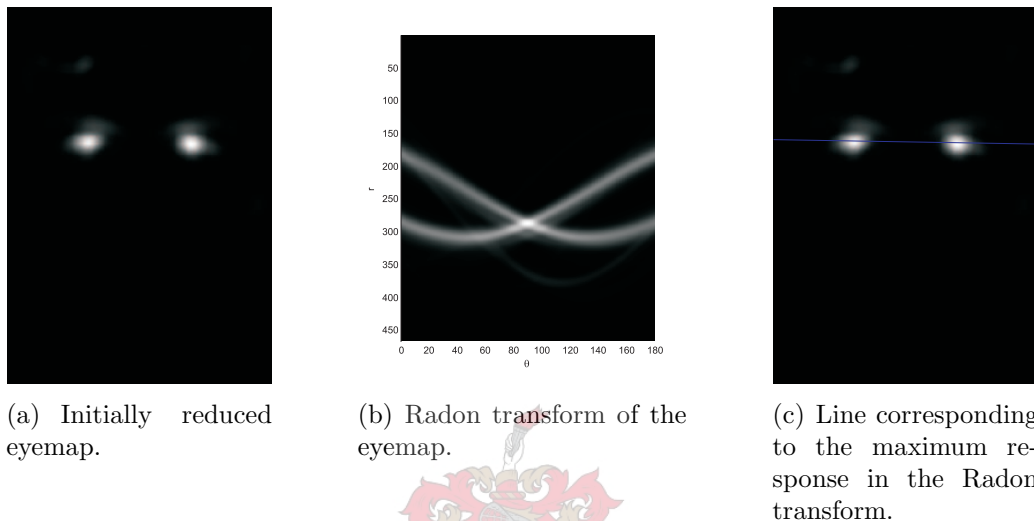 50
100
150
200
250
300
350
400
450
r
0 20 40 60 80 100 120 140 160 180
θ
(a) Initially reduced
eyemap.
(b) Radon transform of the
eyemap.
(c) Line corresponding
to the maximum re-
sponse in the Radon
transform.